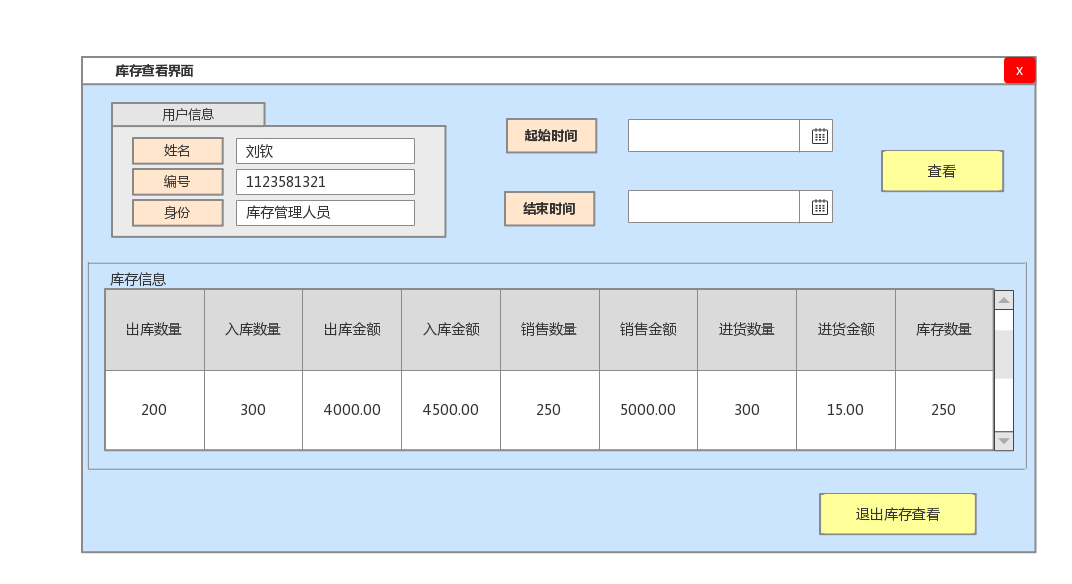 库存查看界面
x
用户信息
姓名 刘钦
编号 1123581321
身份 库存管理人员
起始时间
结束时间
查看
库存信息
出库数量 入库数量 出库金额 入库金额 销售数量 销售金额 进货数量 进货金额 库存数量
200 300 4000.00 4500.00 250 5000.00 300 15.00 250
退出库存查看